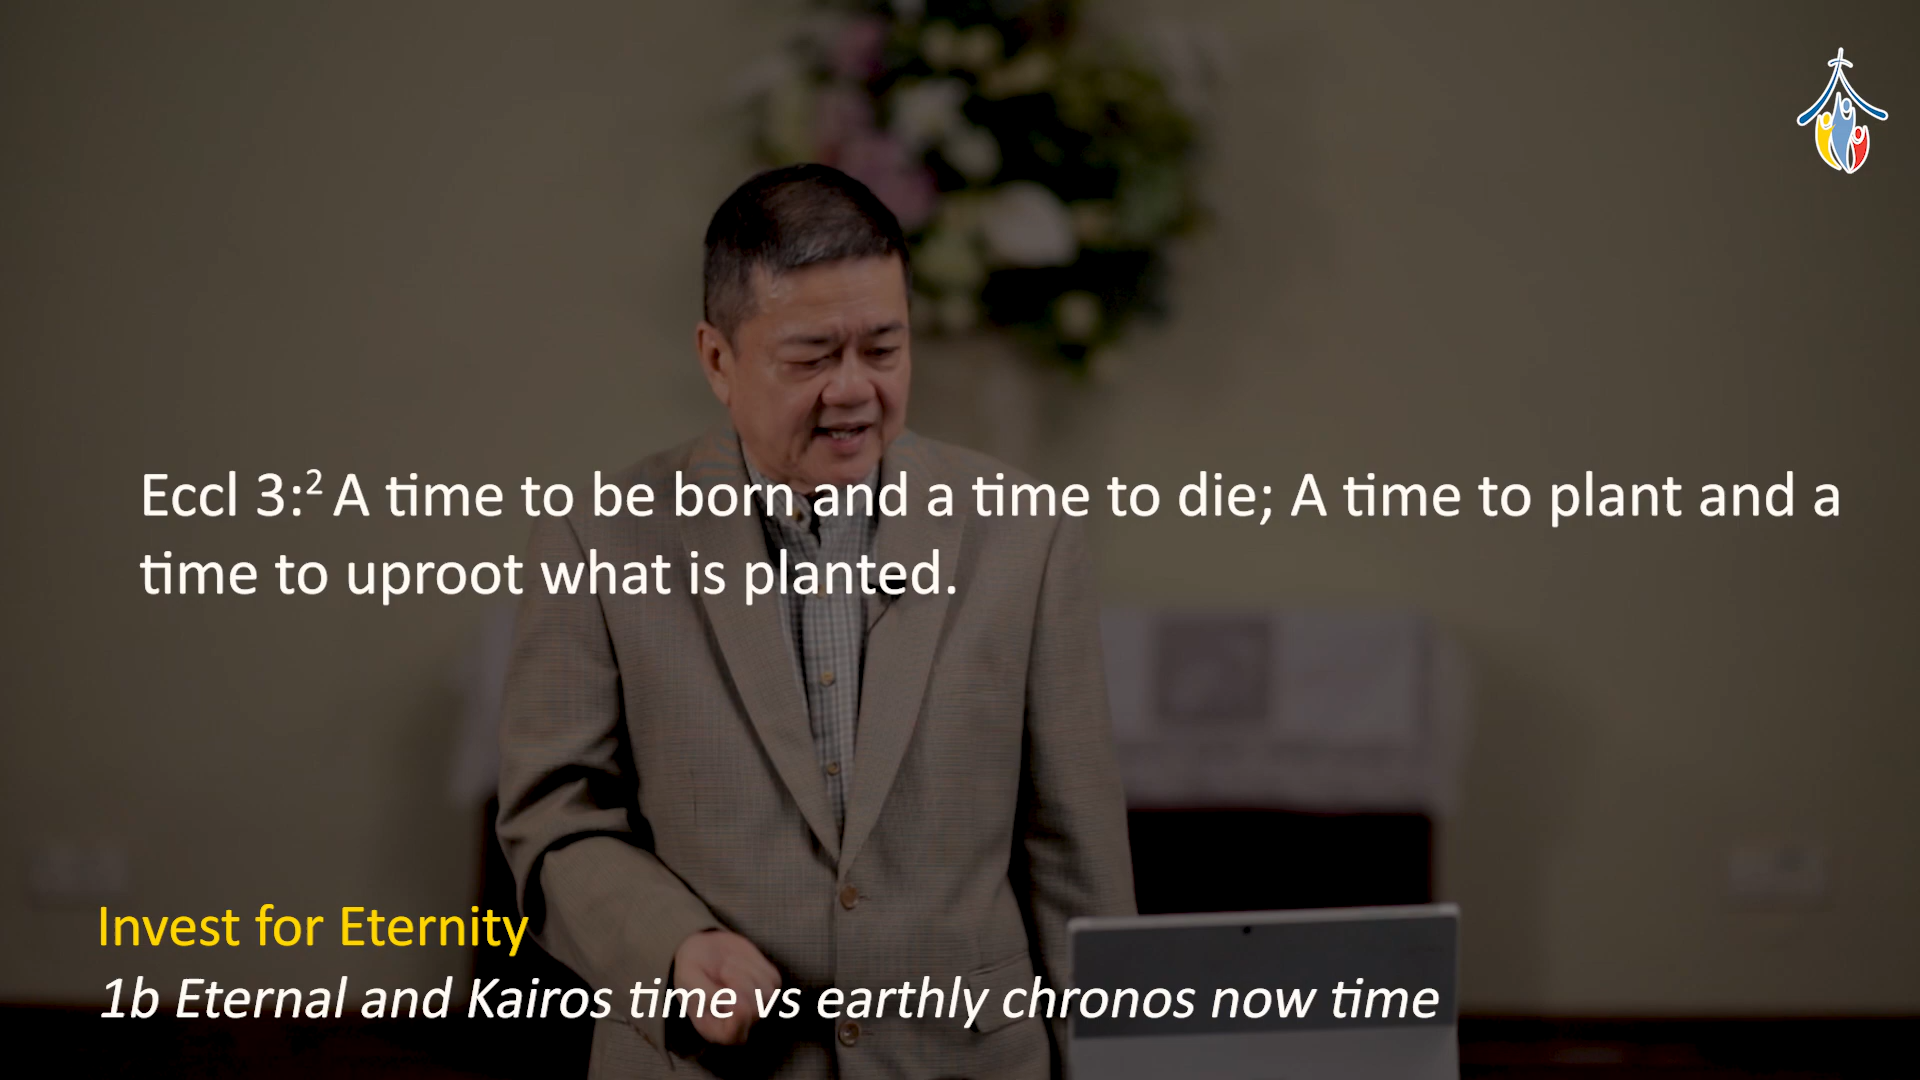 Eccl 3:² A time to be born and a time to die; A time to plant and a
time to uproot what is planted.
Invest for Eternity
1b Eternal and Kairos time vs earthly chronos now time